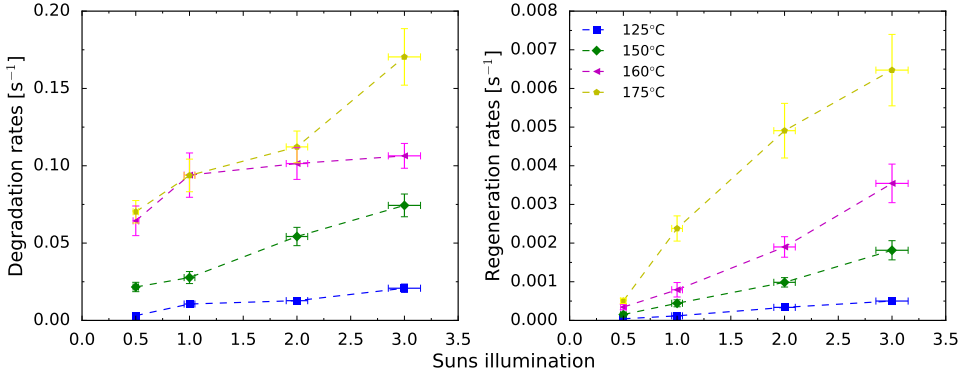 0.20
0.15
0.10
0.05
0.00
Degradation rates [s⁻¹]
0.0 0.5 1.0 1.5 2.0 2.5 3.0 3.5
0.008
0.007
0.006
0.005
0.004
0.003
0.002
0.001
0.000
Regeneration rates [s⁻¹]
125°C
150°C
160°C
175°C
0.0 0.5 1.0 1.5 2.0 2.5 3.0 3.5
Suns illumination